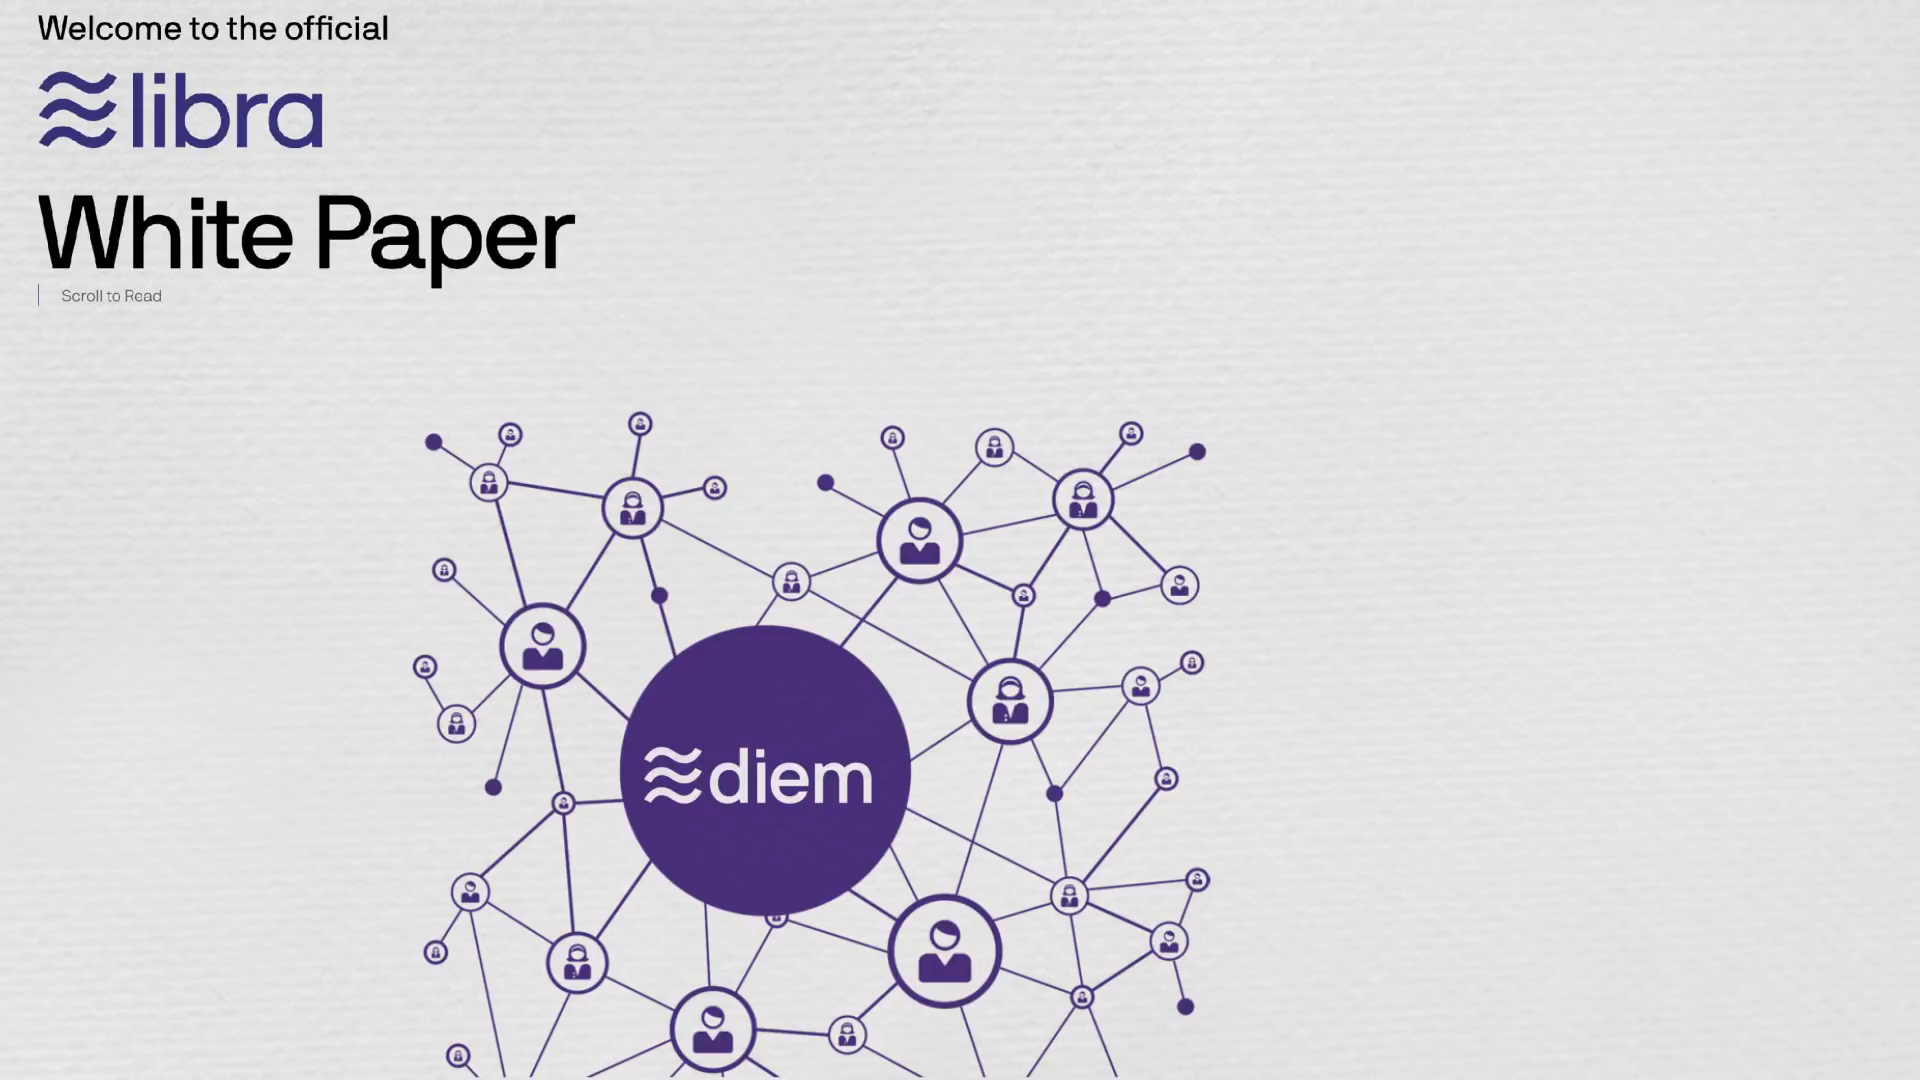 Welcome to the official
libra
White Paper
Scroll to Read
diem